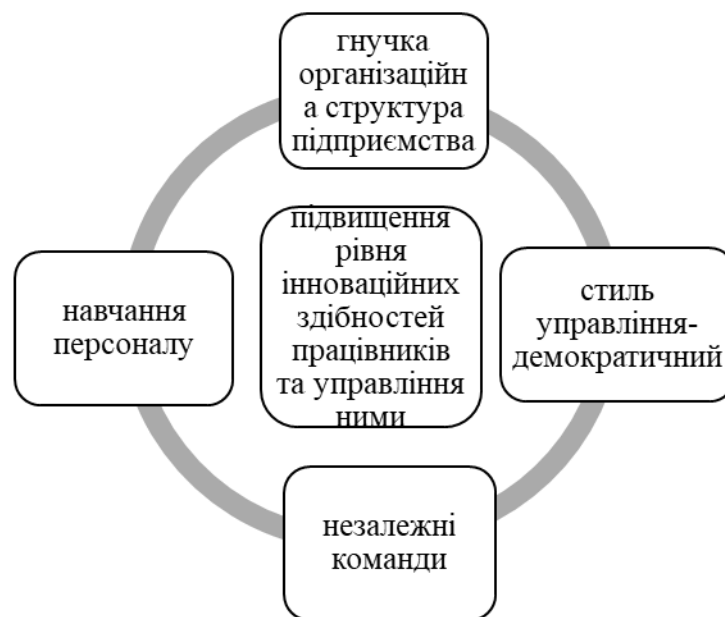 гнучка
організаційн
а структура
підприємства
підвищення
рівня
інноваційних
здібностей
працівників
та управління
ними
навчання
персоналу
стиль
управління-
демократичний
незалежні
команди